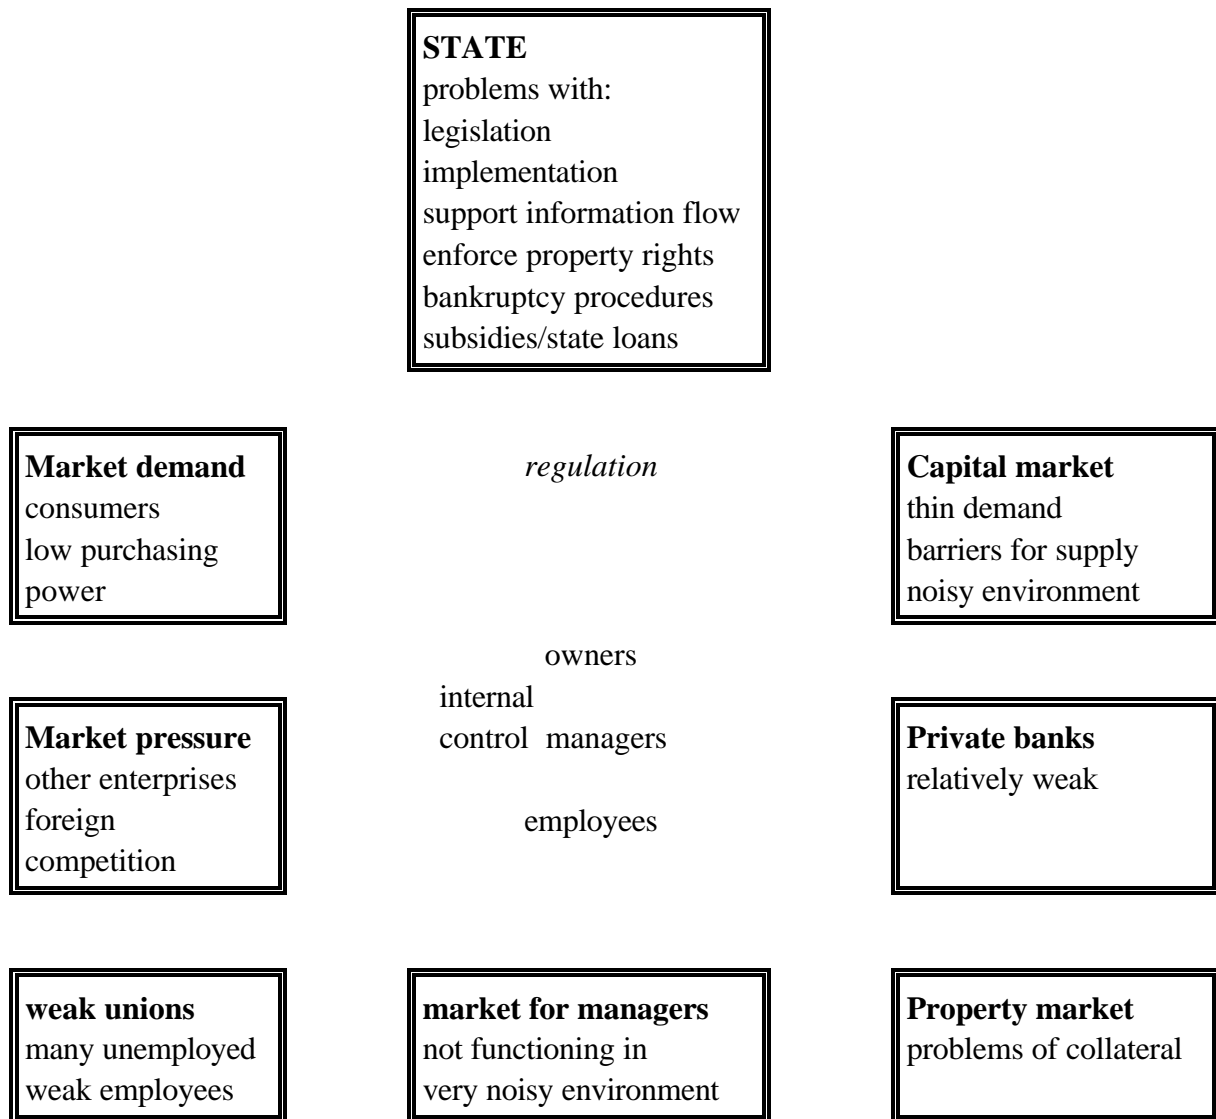 STATE
problems with:
legislation
implementation
support information flow
enforce property rights
bankruptcy procedures
subsidies/state loans
Market demand
consumers
low purchasing
power
regulation
Capital market
thin demand
barriers for supply
noisy environment
owners
internal
control managers
employees
Market pressure
other enterprises
foreign
competition
Private banks
relatively weak
weak unions
many unemployed
weak employees
market for managers
not functioning in
very noisy environment
Property market
problems of collateral